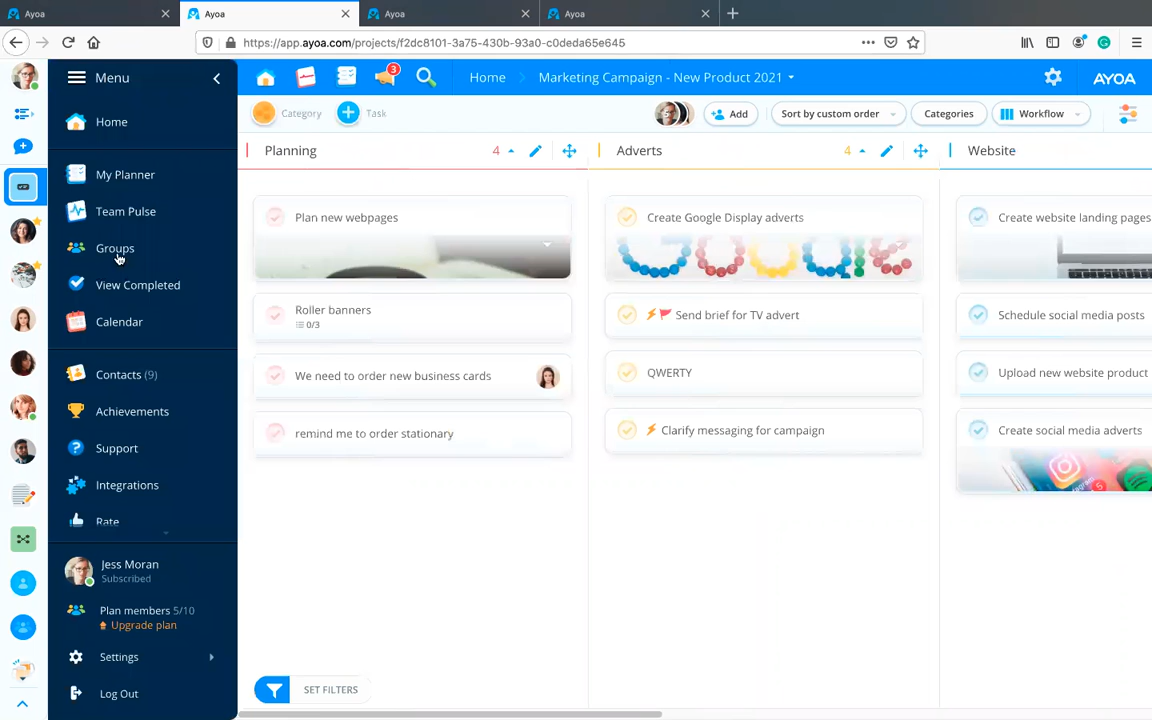 Ayoa
Ayoa
Ayoa
Ayoa
https://app.ayoa.com/projects/f2dc8101-3a75-430b-93a0-c0deda65e645
Menu
Home
My Planner
Team Pulse
Groups
View Completed
Calendar
Contacts (9)
Achievements
Support
Integrations
Rate
Jess Moran
Subscribed
Plan members 5/10
Upgrade plan
Settings
Log Out
3
Home
Marketing Campaign - New Product 2021
AYOA
Category
Task
Add
Sort by custom order
Categories
Workflow
Planning 4
Plan new webpages
Roller banners
0/3
We need to order new business cards
remind me to order stationary
Adverts 4
Create Google Display adverts
Send brief for TV advert
QWERTY
Clarify messaging for campaign
Website
Create website landing pages
Schedule social media posts
Upload new website product
Create social media adverts
SET FILTERS